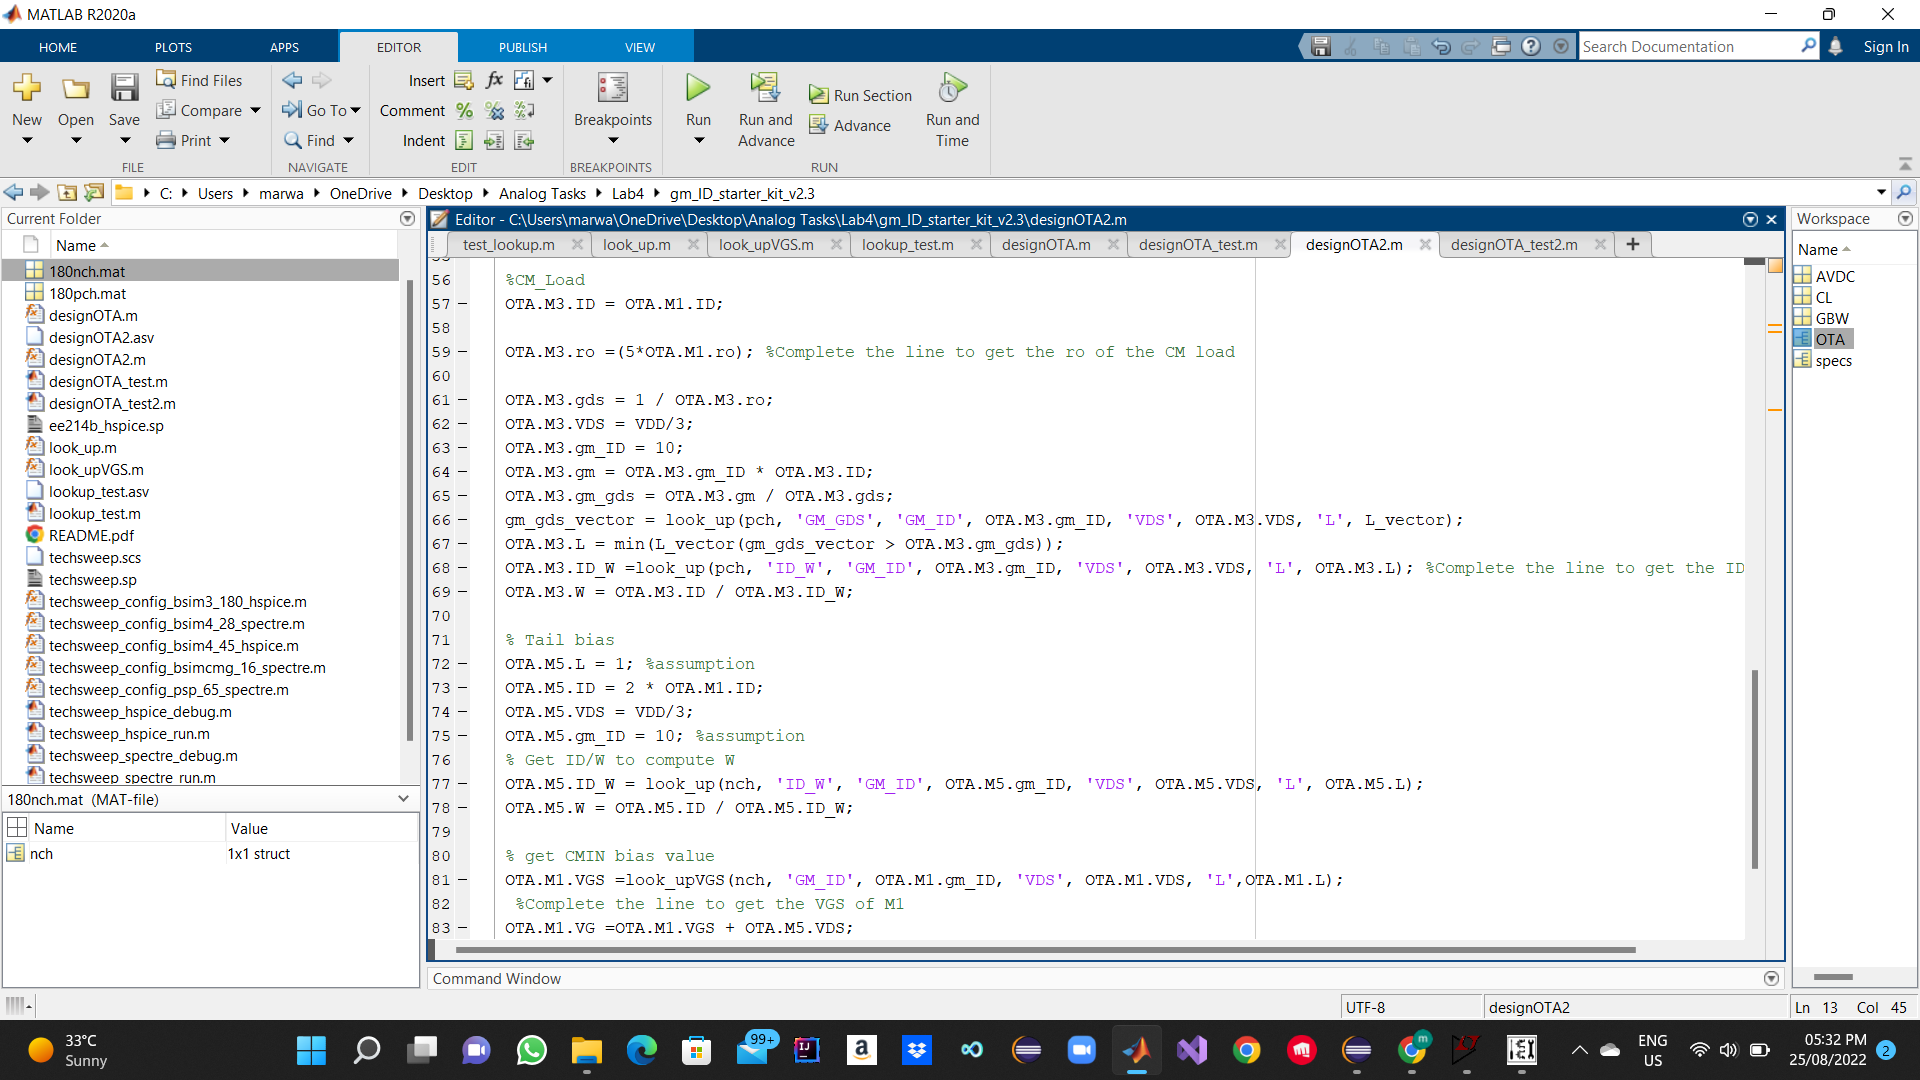 MATLAB R2020a
HOME PLOTS APPS EDITOR PUBLISH VIEW
Search Documentation
Sign In
New Open Save
Find Files
Compare
Print
FILE
Go To
Find
NAVIGATE
Insert
Comment
Indent
EDIT
Breakpoints
BREAKPOINTS
Run
Run and Advance
Run Section
Advance
Run and Time
RUN
C: Users marwa OneDrive Desktop Analog Tasks Lab4 gm_ID_starter_kit_v2.3
Current Folder
Name
180nch.mat
180pch.mat
designOTA.m
designOTA2.asv
designOTA2.m
designOTA_test.m
designOTA_test2.m
ee214b_hspice.sp
look_up.m
look_upVGS.m
lookup_test.asv
lookup_test.m
README.pdf
techsweep.scs
techsweep.sp
techsweep_config_bsim3_180_hspice.m
techsweep_config_bsim4_28_spectre.m
techsweep_config_bsim4_45_hspice.m
techsweep_config_bsimcmg_16_spectre.m
techsweep_config_psp_65_spectre.m
techsweep_hspice_debug.m
techsweep_hspice_run.m
techsweep_spectre_debug.m
techsweep_spectre_run.m
180nch.mat (MAT-file)
Name Value
nch 1x1 struct
Editor - C:\Users\marwa\OneDrive\Desktop\Analog Tasks\Lab4\gm_ID_starter_kit_v2.3\designOTA2.m
test_lookup.m look_up.m look_upVGS.m lookup_test.m designOTA.m designOTA_test.m designOTA2.m designOTA_test2.m
56 %CM_Load
57 – OTA.M3.ID = OTA.M1.ID;
58
59 – OTA.M3.ro =(5*OTA.M1.ro); %Complete the line to get the ro of the CM load
60
61 – OTA.M3.gds = 1 / OTA.M3.ro;
62 – OTA.M3.VDS = VDD/3;
63 – OTA.M3.gm_ID = 10;
64 – OTA.M3.gm = OTA.M3.gm_ID * OTA.M3.ID;
65 – OTA.M3.gm_gds = OTA.M3.gm / OTA.M3.gds;
66 – gm_gds_vector = look_up(pch, 'GM_GDS', 'GM_ID', OTA.M3.gm_ID, 'VDS', OTA.M3.VDS, 'L', L_vector);
67 – OTA.M3.L = min(L_vector(gm_gds_vector > OTA.M3.gm_gds));
68 – OTA.M3.ID_W =look_up(pch, 'ID_W', 'GM_ID', OTA.M3.gm_ID, 'VDS', OTA.M3.VDS, 'L', OTA.M3.L); %Complete the line to get the ID
69 – OTA.M3.W = OTA.M3.ID / OTA.M3.ID_W;
70
71 % Tail bias
72 – OTA.M5.L = 1; %assumption
73 – OTA.M5.ID = 2 * OTA.M1.ID;
74 – OTA.M5.VDS = VDD/3;
75 – OTA.M5.gm_ID = 10; %assumption
76 % Get ID/W to compute W
77 – OTA.M5.ID_W = look_up(nch, 'ID_W', 'GM_ID', OTA.M5.gm_ID, 'VDS', OTA.M5.VDS, 'L', OTA.M5.L);
78 – OTA.M5.W = OTA.M5.ID / OTA.M5.ID_W;
79
80 % get CMIN bias value
81 – OTA.M1.VGS =look_upVGS(nch, 'GM_ID', OTA.M1.gm_ID, 'VDS', OTA.M1.VDS, 'L',OTA.M1.L);
82 %Complete the line to get the VGS of M1
83 – OTA.M1.VG =OTA.M1.VGS + OTA.M5.VDS;
Command Window
Workspace
Name
AVDC
CL
GBW
OTA
specs
UTF-8 designOTA2 Ln 13 Col 45
33°C
Sunny
99+
ENG
US
05:32 PM
25/08/2022
2